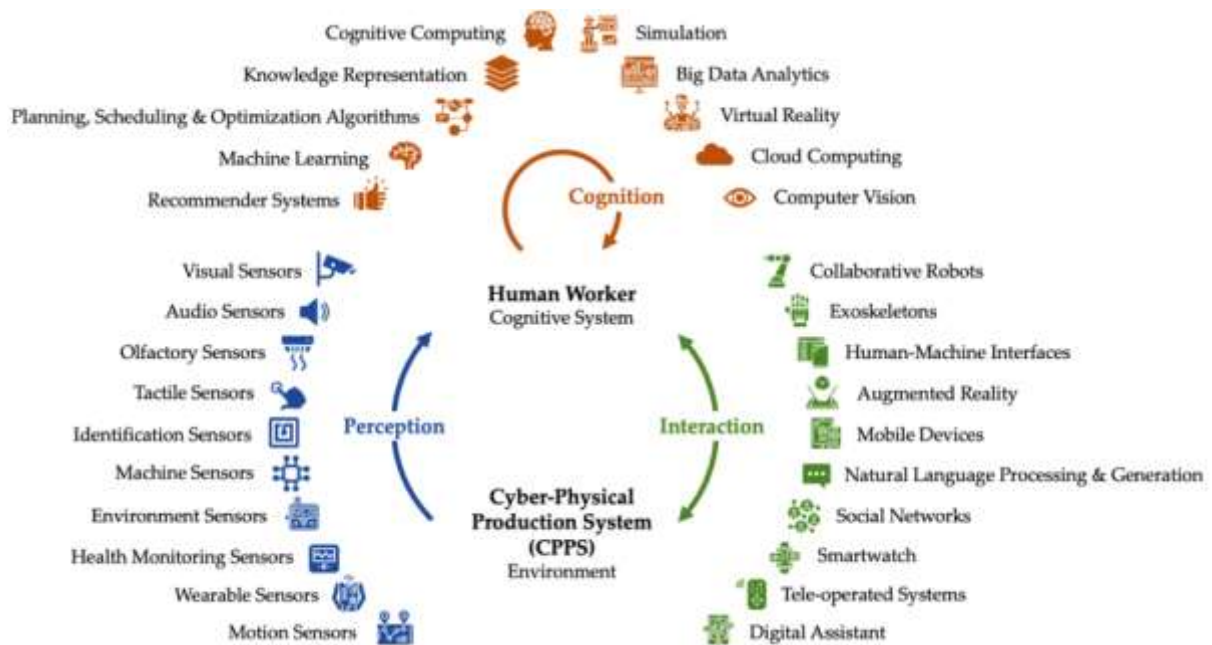 Cognitive Computing
Simulation
Knowledge Representation
Big Data Analytics
Planning, Scheduling & Optimization Algorithms
Virtual Reality
Machine Learning
Cloud Computing
Recommender Systems
Cognition
Computer Vision
Visual Sensors
Collaborative Robots
Human Worker
Cognitive System
Audio Sensors
Exoskeletons
Olfactory Sensors
Human-Machine Interfaces
Tactile Sensors
Augmented Reality
Identification Sensors
Perception
Interaction
Mobile Devices
Machine Sensors
Natural Language Processing & Generation
Cyber-Physical
Production System
(CPPS)
Environment
Environment Sensors
Social Networks
Health Monitoring Sensors
Smartwatch
Wearable Sensors
Tele-operated Systems
Motion Sensors
Digital Assistant